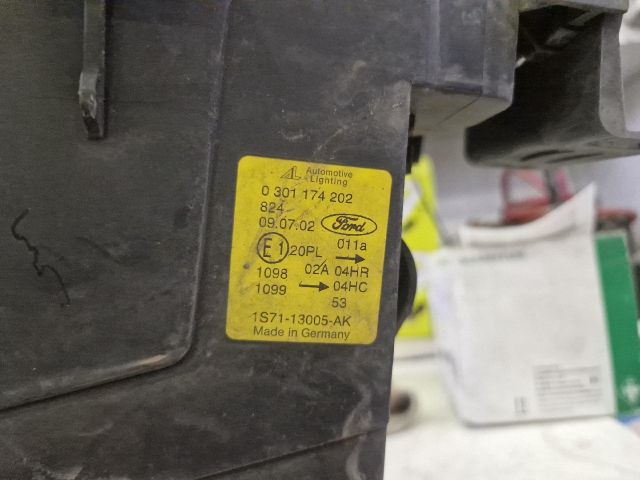 AL Automotive
Lighting
0 301 174 202
824
09.07.02 Ford
E1 20PL 011a →
1098 02A 04HR
1099 → 04HC
53
1S71-13005-AK
Made in Germany